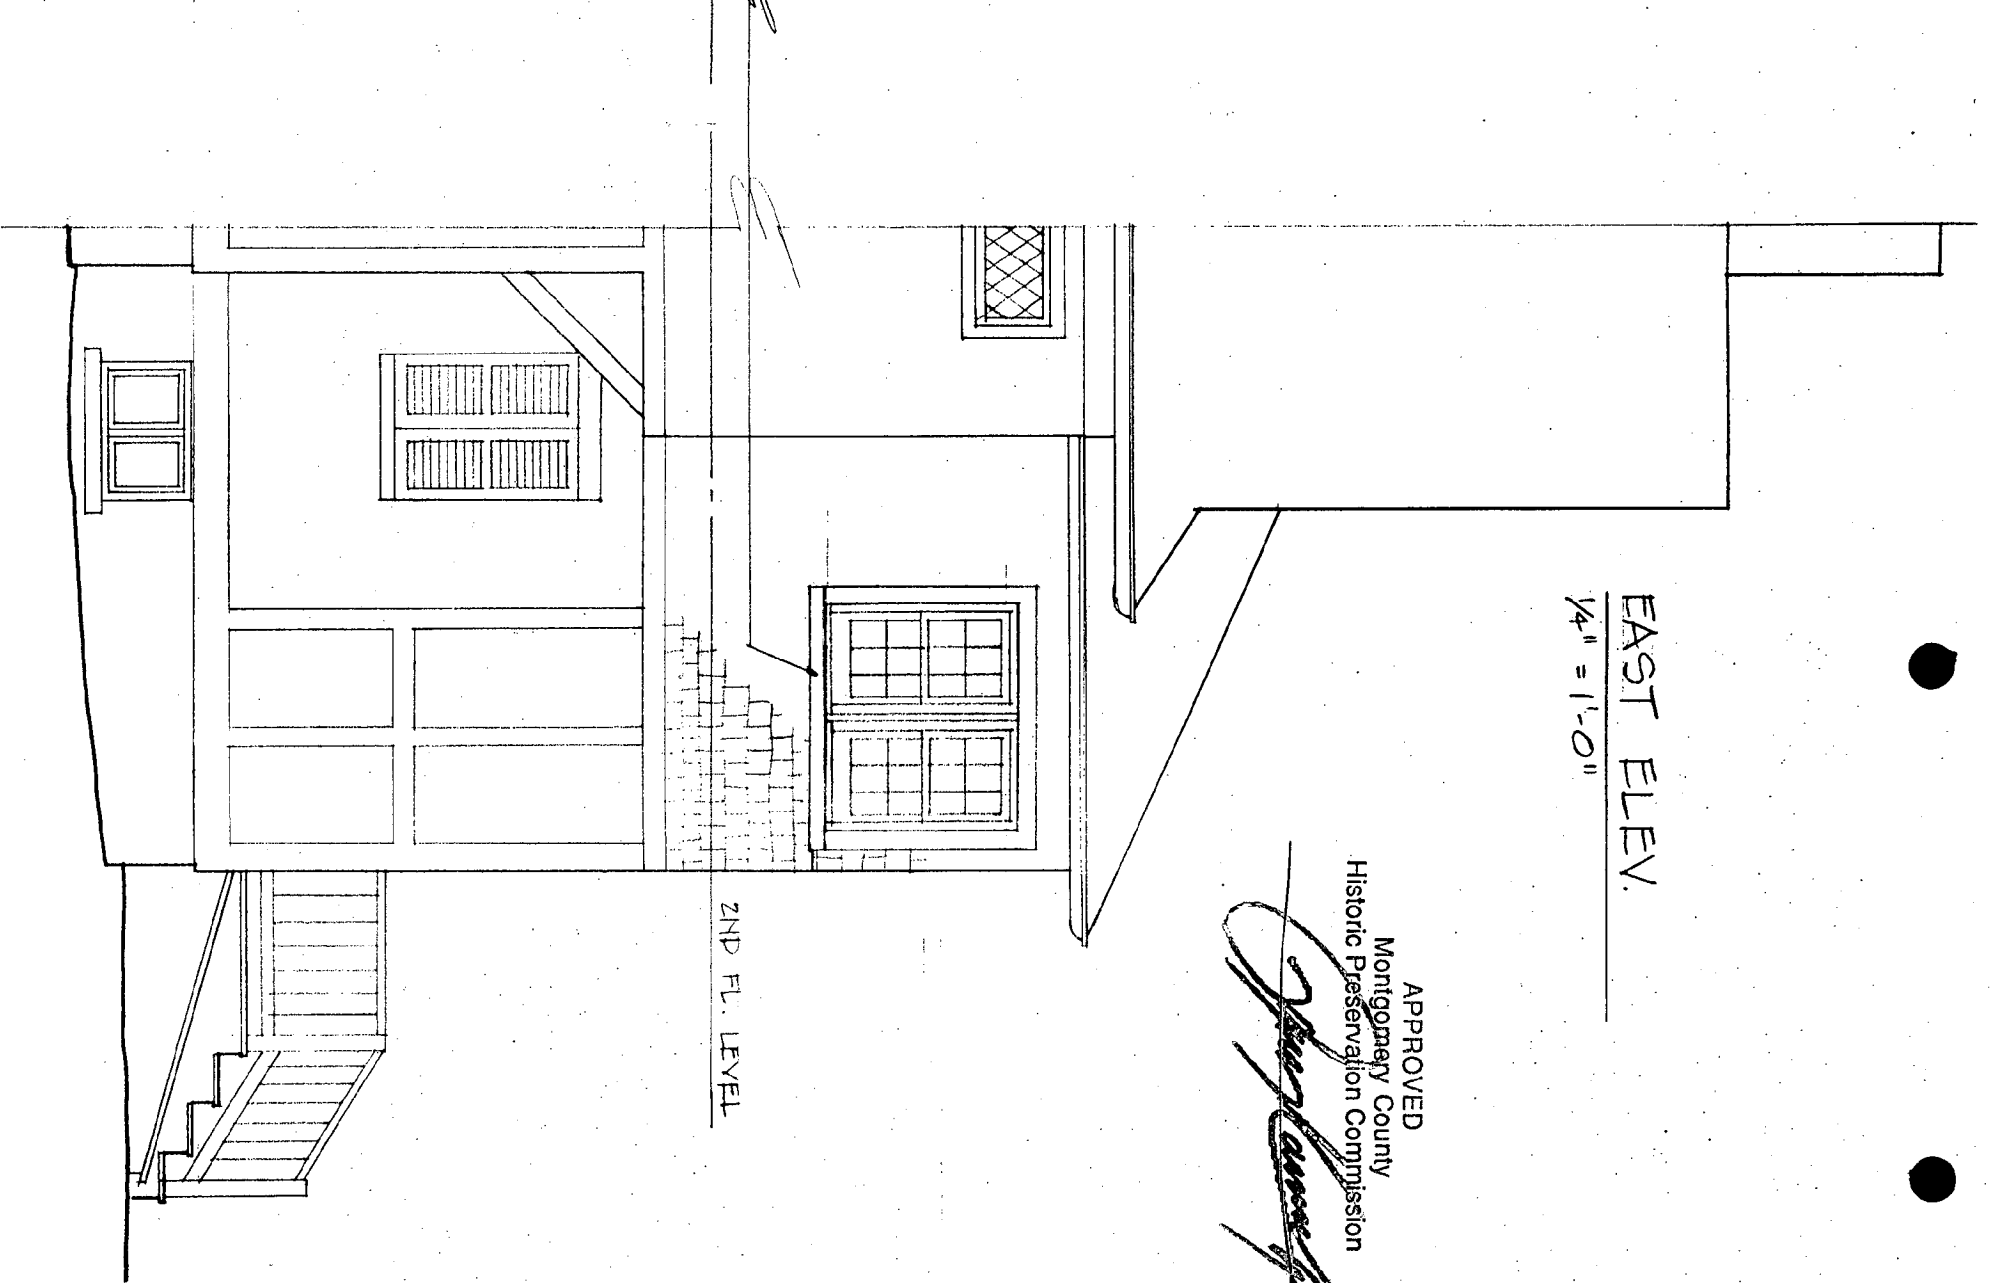 EAST ELEV.
1/4" = 1'-0"
APPROVED
Montgomery County
Historic Preservation Commission
2ND FL. LEVEL